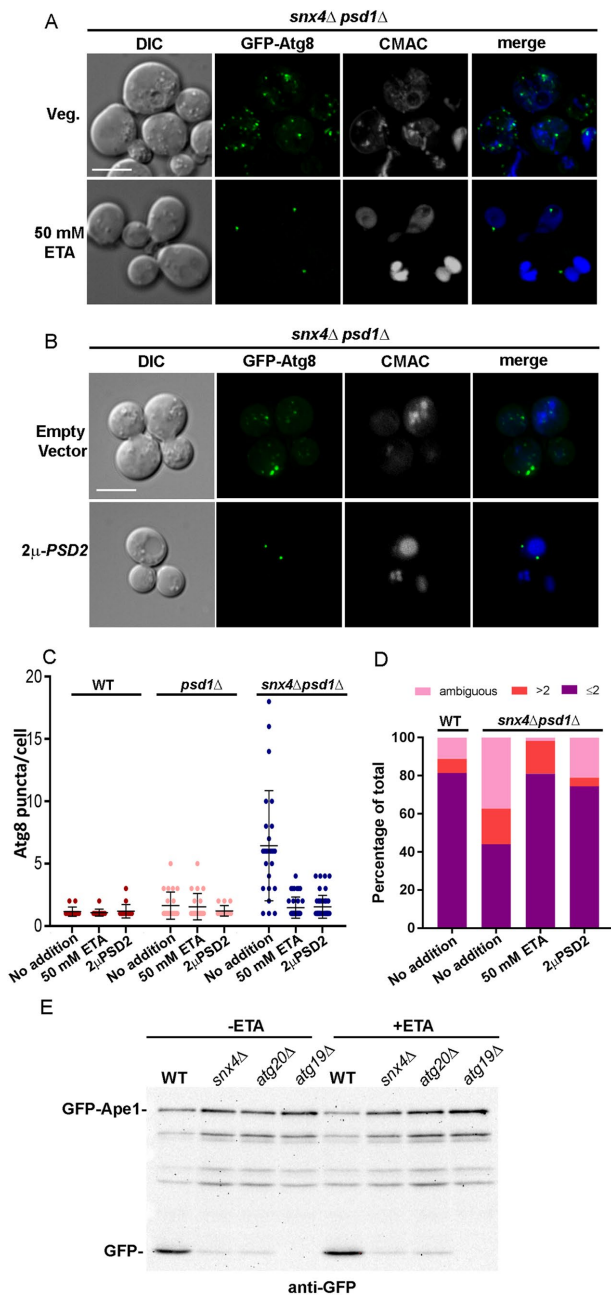 A
snx4Δ psd1Δ
DIC GFP-Atg8 CMAC merge
Veg.
50 mM
ETA
B
snx4Δ psd1Δ
DIC GFP-Atg8 CMAC merge
Empty
Vector
2μ-PSD2
C
WT psd1Δ snx4Δpsd1Δ
Atg8 puncta/cell
20
15
10
5
0
No addition 50 mM ETA 2μPSD2 No addition 50 mM ETA 2μPSD2 No addition 50 mM ETA 2μPSD2
D
ambiguous >2 ≤2
WT snx4Δpsd1Δ
Percentage of total
100
80
60
40
20
0
No addition No addition 50 mM ETA 2μPSD2
E
-ETA +ETA
WT snx4Δ atg20Δ atg19Δ WT snx4Δ atg20Δ atg19Δ
GFP-Ape1-
GFP-
anti-GFP